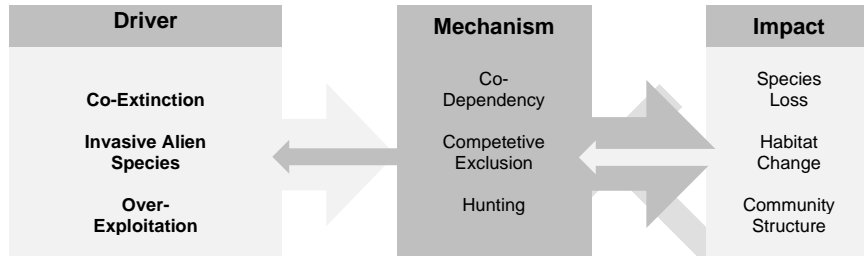 Driver
Co-Extinction
Invasive Alien
Species
Over-
Exploitation
Mechanism
Co-
Dependency
Competetive
Exclusion
Hunting
Impact
Species
Loss
Habitat
Change
Community
Structure